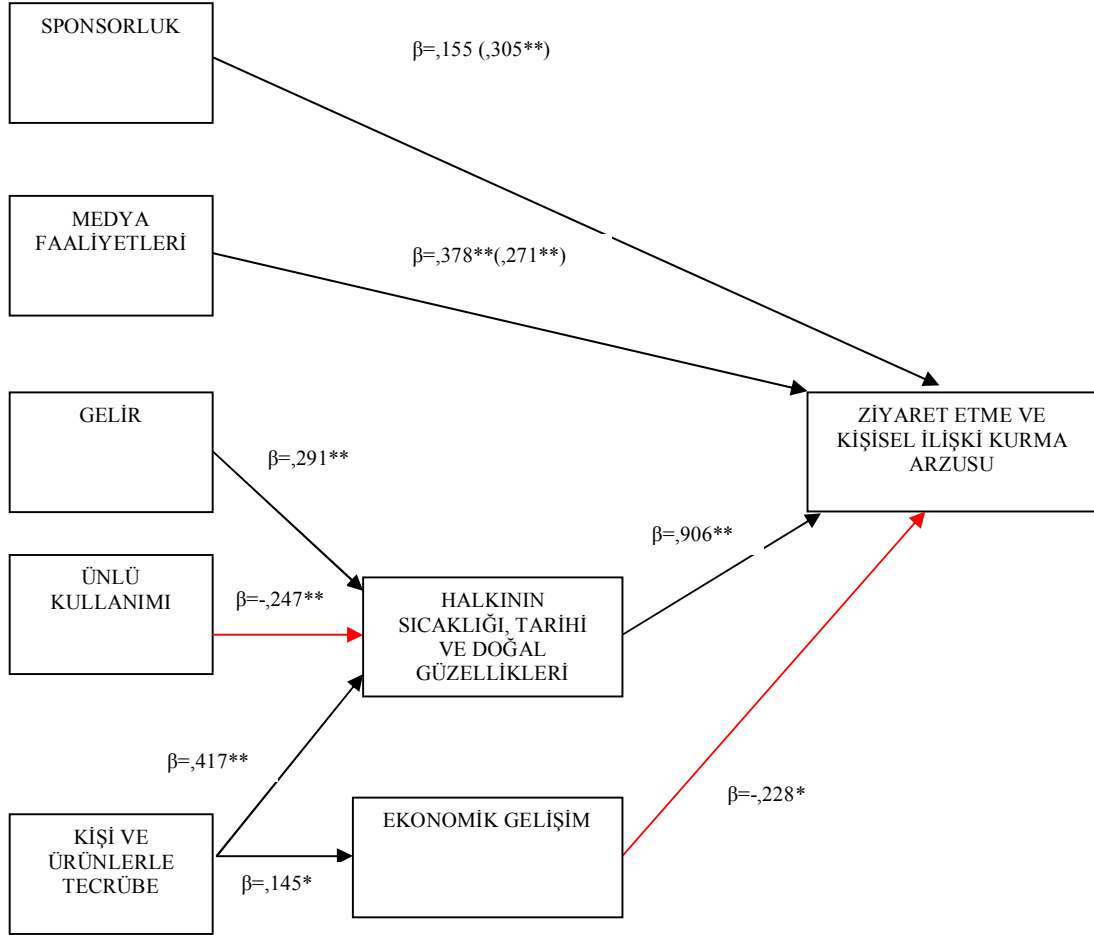 SPONSORLUK
β=,155 (,305**)
MEDYA
FAALİYETLERİ
β=,378**(,271**)
GELİR
β=,291**
ZİYARET ETME VE
KİŞİSEL İLİŞKİ KURMA
ARZUSU
ÜNLÜ
KULLANIMI
β=-,247**
HALKININ
SICAKLIĞI, TARİHİ
VE DOĞAL
GÜZELLİKLERİ
β=,906**
β=,417**
KİŞİ VE
ÜRÜNLERLE
TECRÜBE
β=,145*
EKONOMİK GELİŞİM
β=-,228*